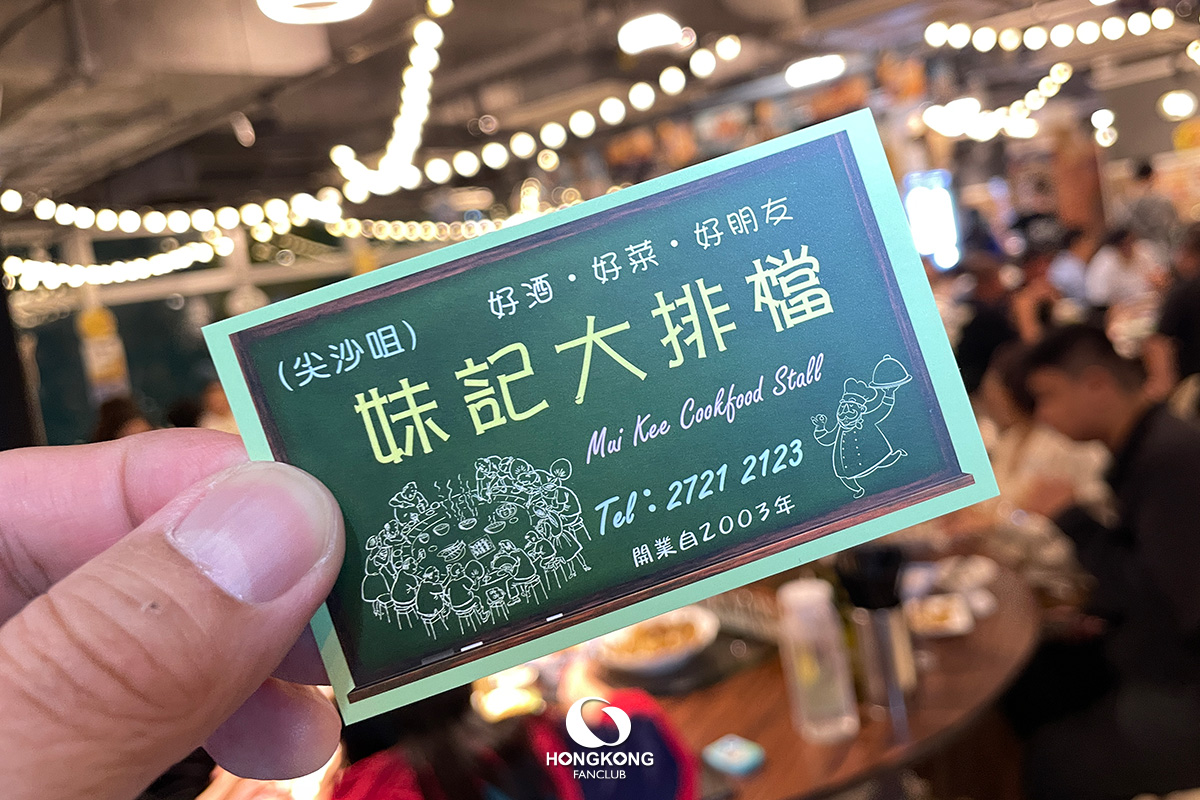 好酒・好菜・好朋友
(尖沙咀)
妹記大排檔
Mui Kee Cookfood Stall
Tel：2721 2123
開業自2003年
HONGKONG
FANCLUB